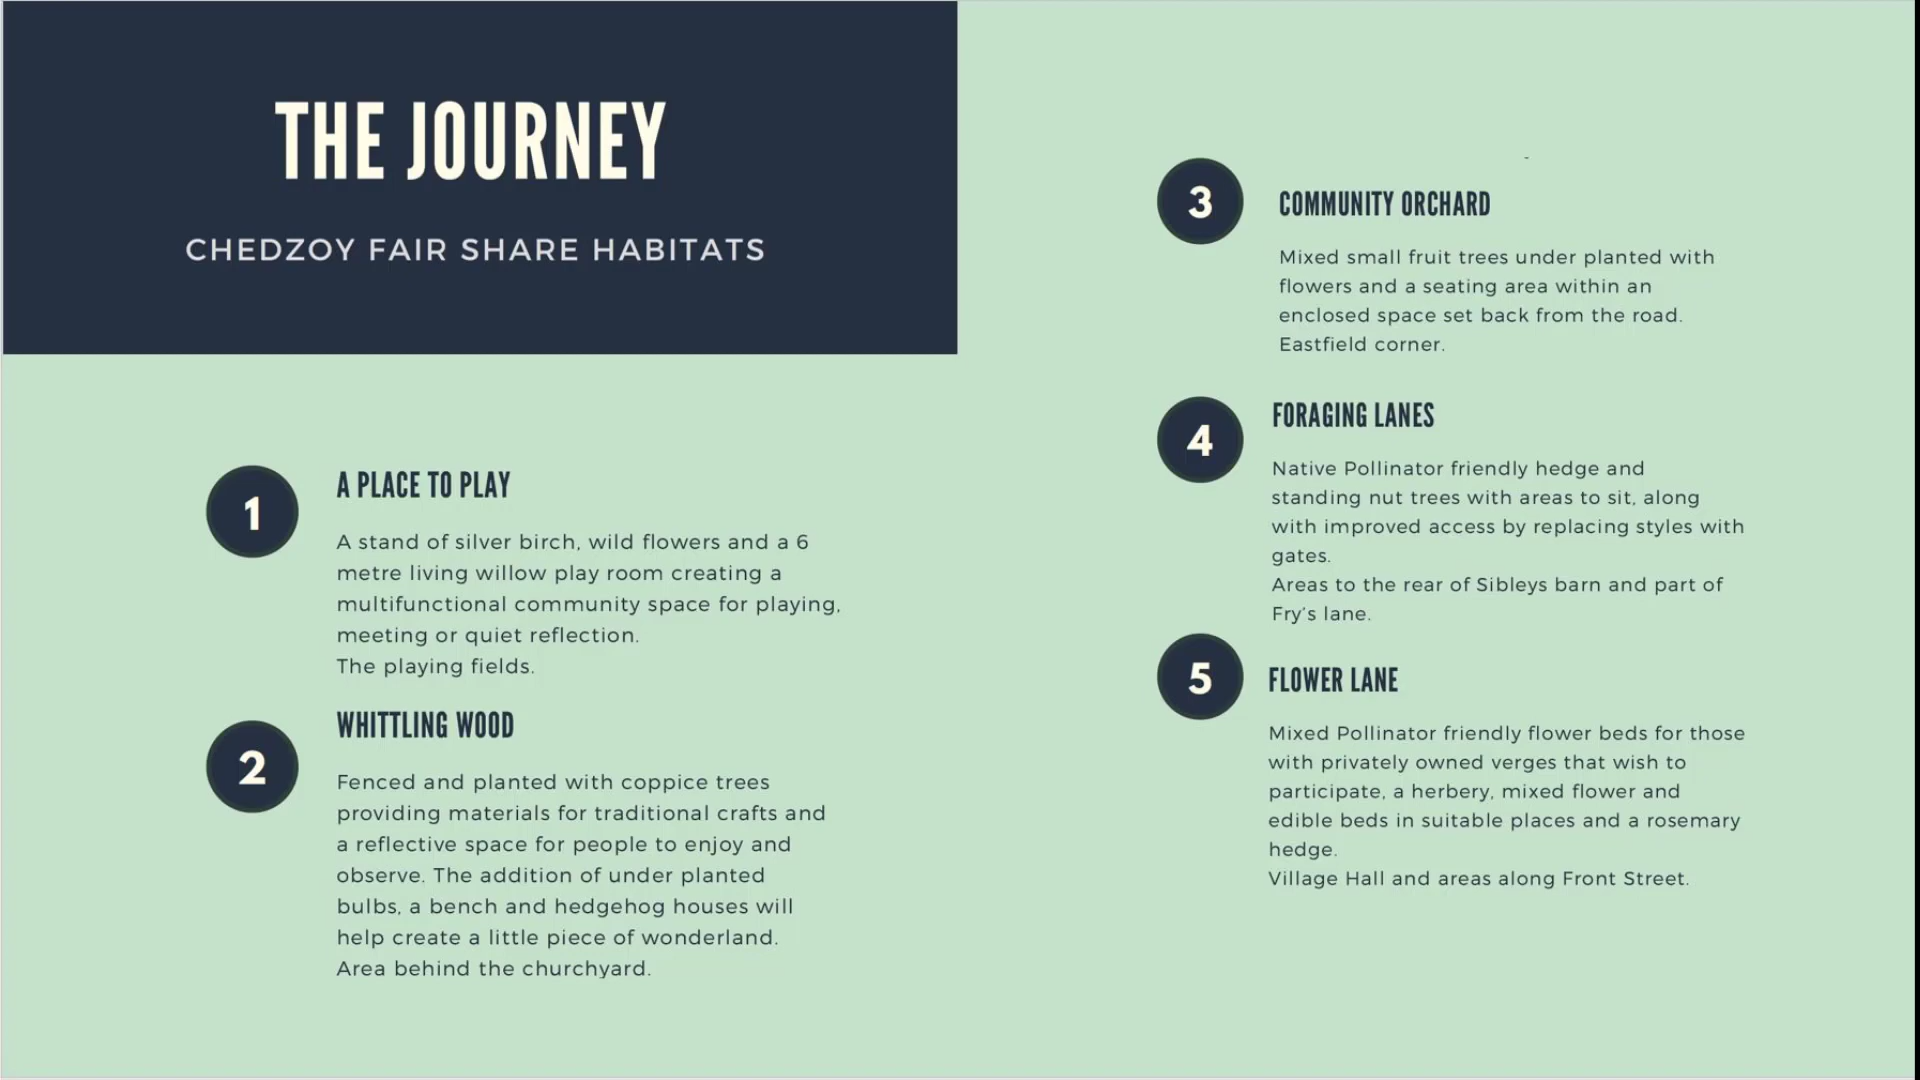 THE JOURNEY
CHEDZOY FAIR SHARE HABITATS
1
A PLACE TO PLAY
A stand of silver birch, wild flowers and a 6
metre living willow play room creating a
multifunctional community space for playing,
meeting or quiet reflection.
The playing fields.
2
WHITTLING WOOD
Fenced and planted with coppice trees
providing materials for traditional crafts and
a reflective space for people to enjoy and
observe. The addition of under planted
bulbs, a bench and hedgehog houses will
help create a little piece of wonderland.
Area behind the churchyard.
-
3
COMMUNITY ORCHARD
Mixed small fruit trees under planted with
flowers and a seating area within an
enclosed space set back from the road.
Eastfield corner.
4
FORAGING LANES
Native Pollinator friendly hedge and
standing nut trees with areas to sit, along
with improved access by replacing styles with
gates.
Areas to the rear of Sibleys barn and part of
Fry's lane.
5
FLOWER LANE
Mixed Pollinator friendly flower beds for those
with privately owned verges that wish to
participate, a herbery, mixed flower and
edible beds in suitable places and a rosemary
hedge.
Village Hall and areas along Front Street.